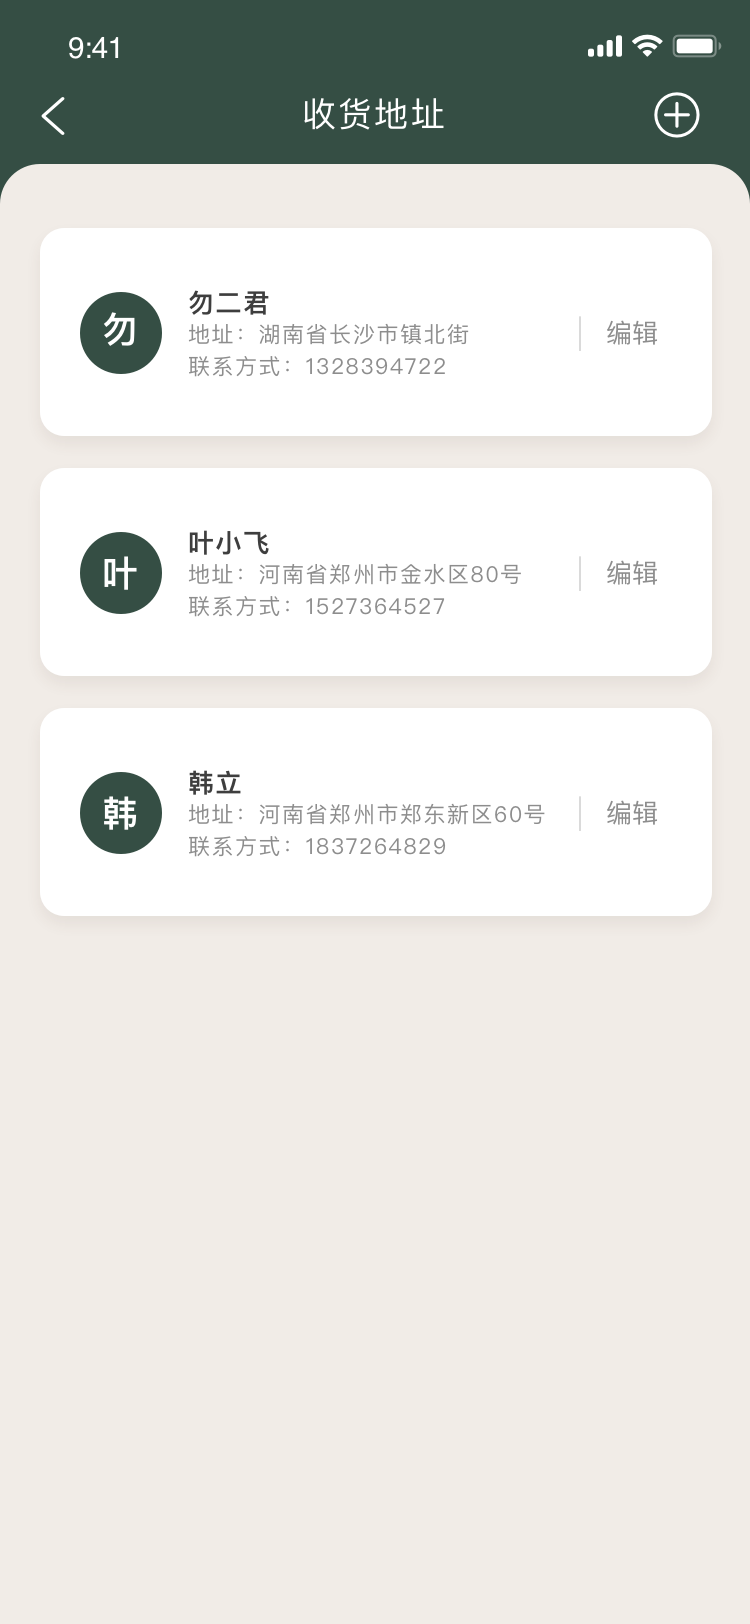 9:41
收货地址
勿
勿二君
地址：湖南省长沙市镇北街
联系方式：1328394722
编辑
叶
叶小飞
地址：河南省郑州市金水区80号
联系方式：1527364527
编辑
韩
韩立
地址：河南省郑州市郑东新区60号
联系方式：1837264829
编辑